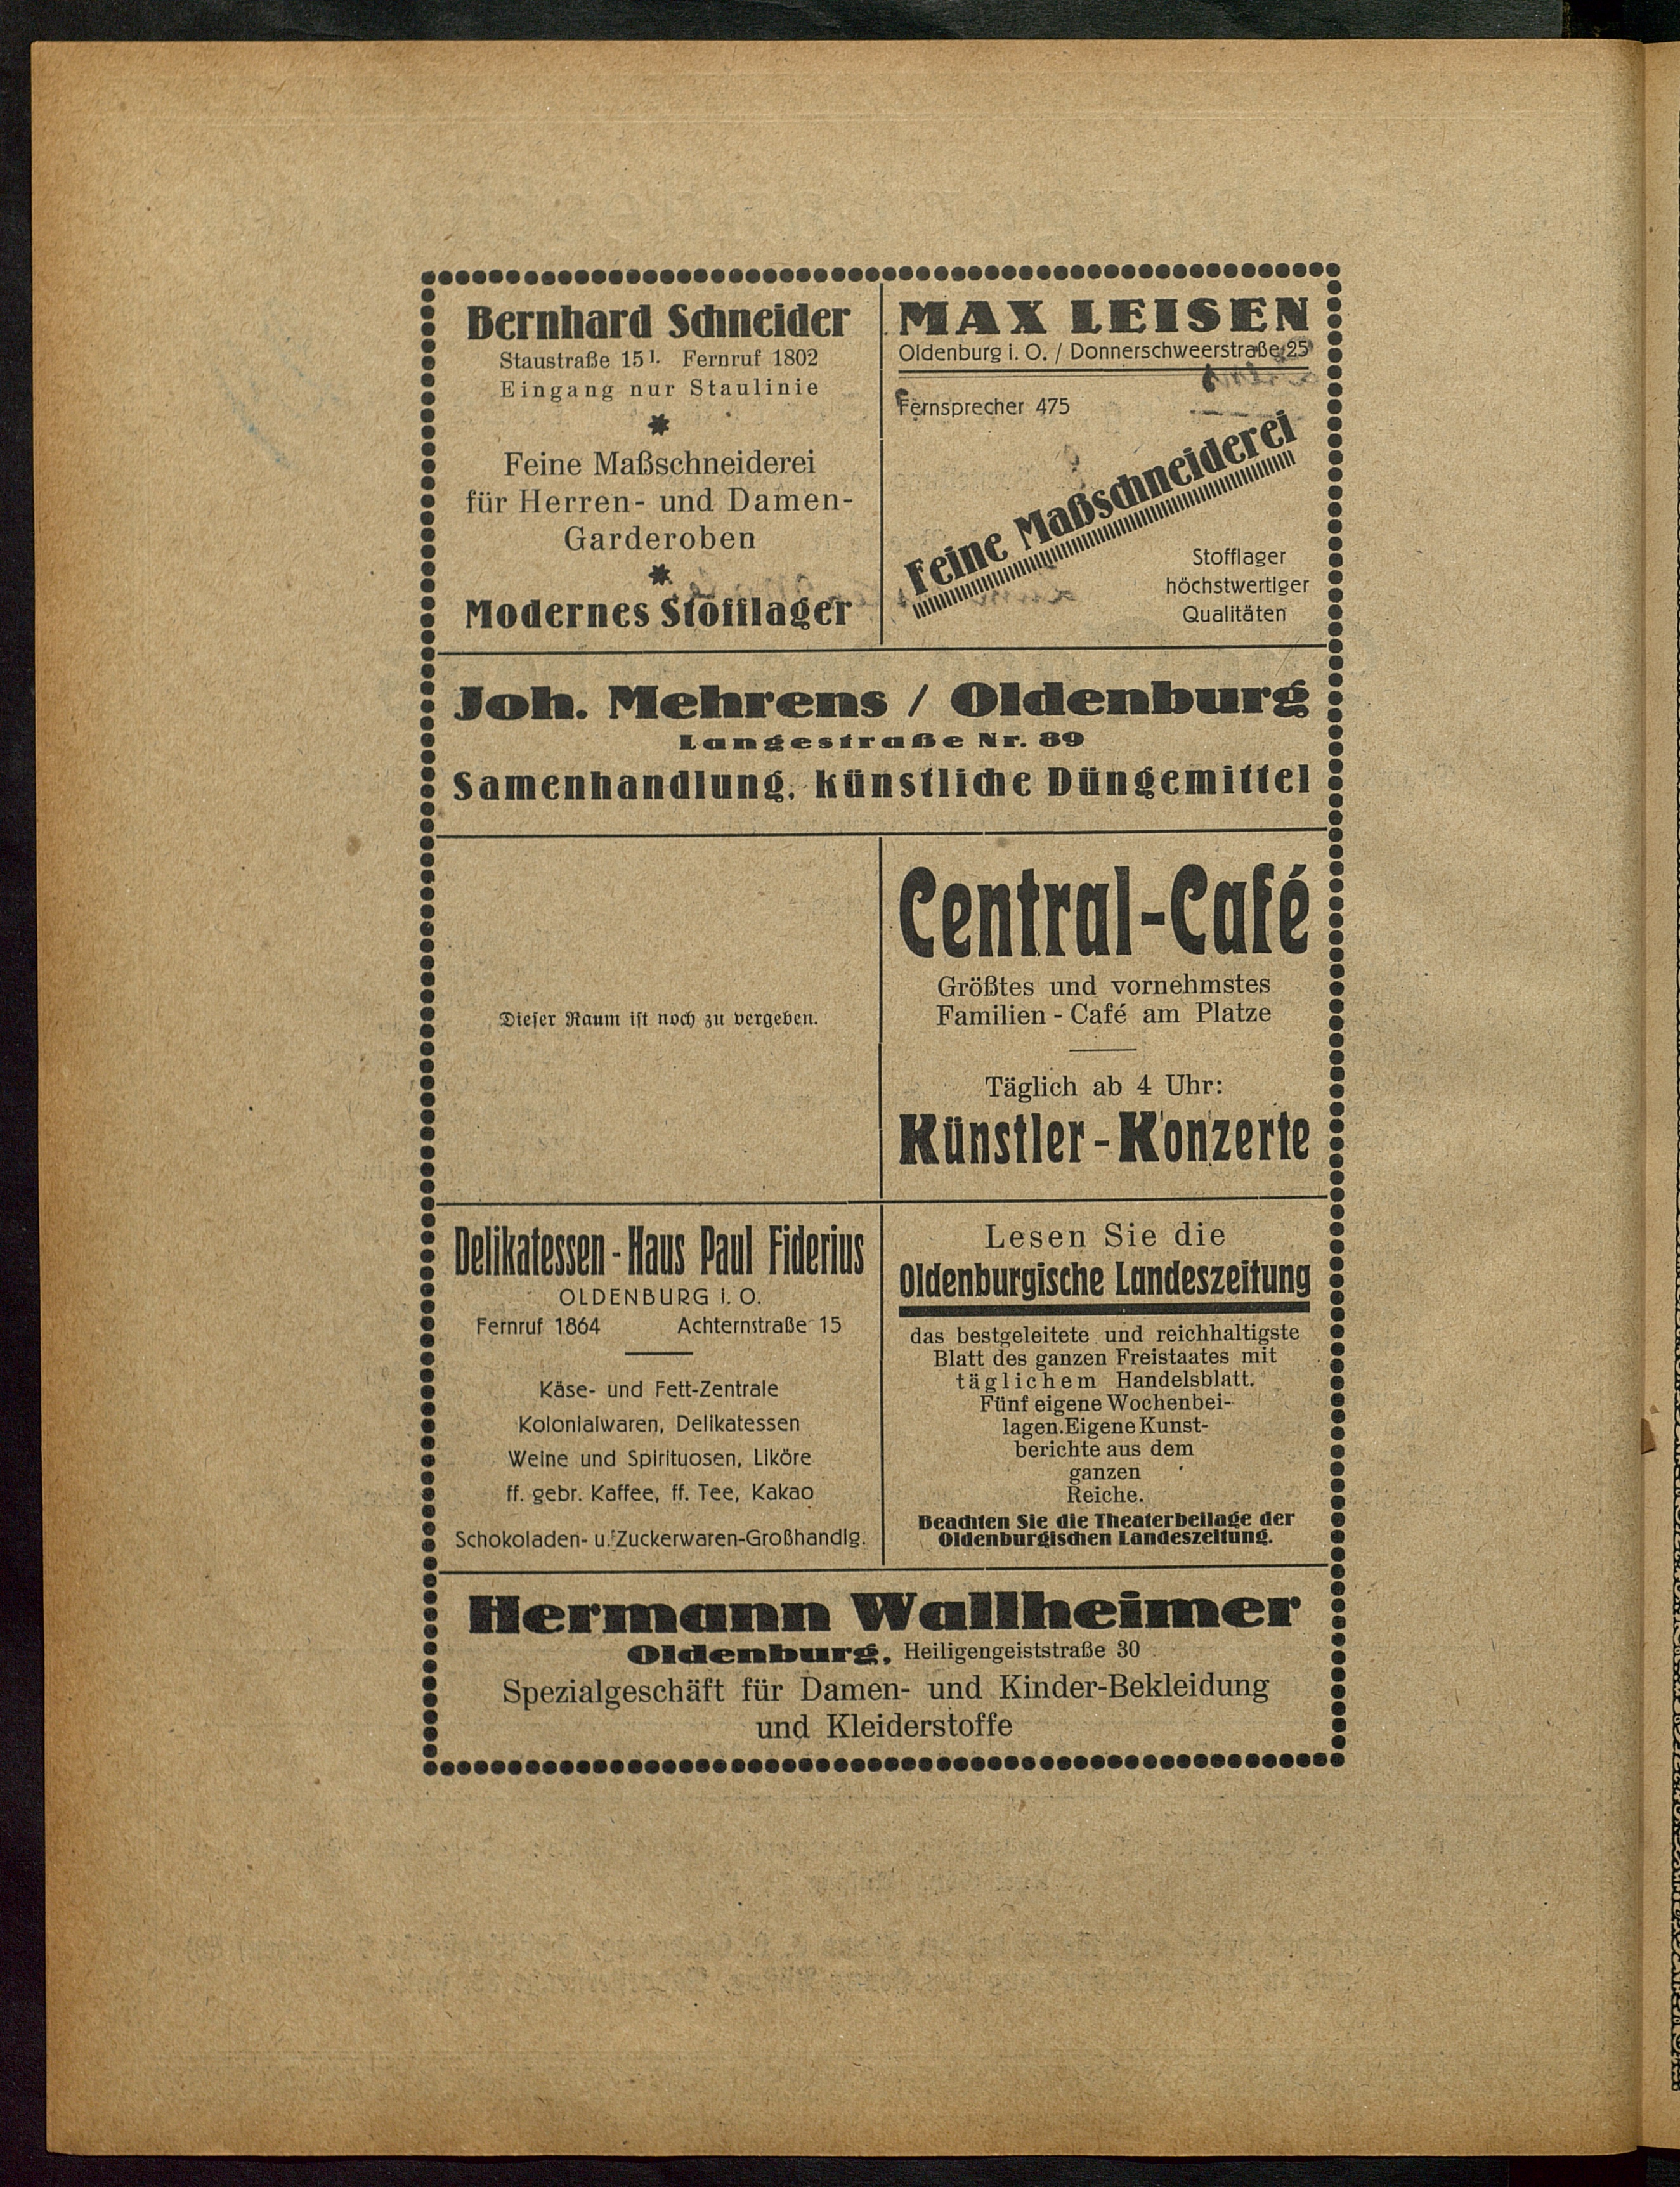 Bernhard Schneider
Staustraße 15 I. Fernruf 1802
Eingang nur Staulinie
Feine Maßschneiderei
für Herren- und Damen-
Garderoben
Modernes Stofflager
MAX LEISEN
Oldenburg i. O. / Donnerschweerstraße 25
Fernsprecher 475
Feine Maßschneiderei
Stofflager
höchstwertiger
Qualitäten
Joh. Mehrens / Oldenburg
Langestraße Nr. 89
Samenhandlung, künstliche Düngemittel
Dieser Raum ist noch zu vergeben.
Central-Café
Größtes und vornehmstes
Familien-Café am Platze
Täglich ab 4 Uhr:
Künstler-Konzerte
Delikatessen-Haus Paul Fiderius
OLDENBURG i. O.
Fernruf 1864 Achternstraße 15
Käse- und Fett-Zentrale
Kolonialwaren, Delikatessen
Weine und Spirituosen, Liköre
ff. gebr. Kaffee, ff. Tee, Kakao
Schokoladen- u. Zuckerwaren-Großhandlg.
Lesen Sie die
Oldenburgische Landeszeitung
das bestgeleitete und reichhaltigste
Blatt des ganzen Freistaates mit
täglichem Handelsblatt.
Fünf eigene Wochenbei-
lagen. Eigene Kunst-
berichte aus dem
ganzen
Reiche.
Beachten Sie die Theaterbeilage der
Oldenburgischen Landeszeitung.
Hermann Wallheimer
Oldenburg, Heiligengeiststraße 30
Spezialgeschäft für Damen- und Kinder-Bekleidung
und Kleiderstoffe